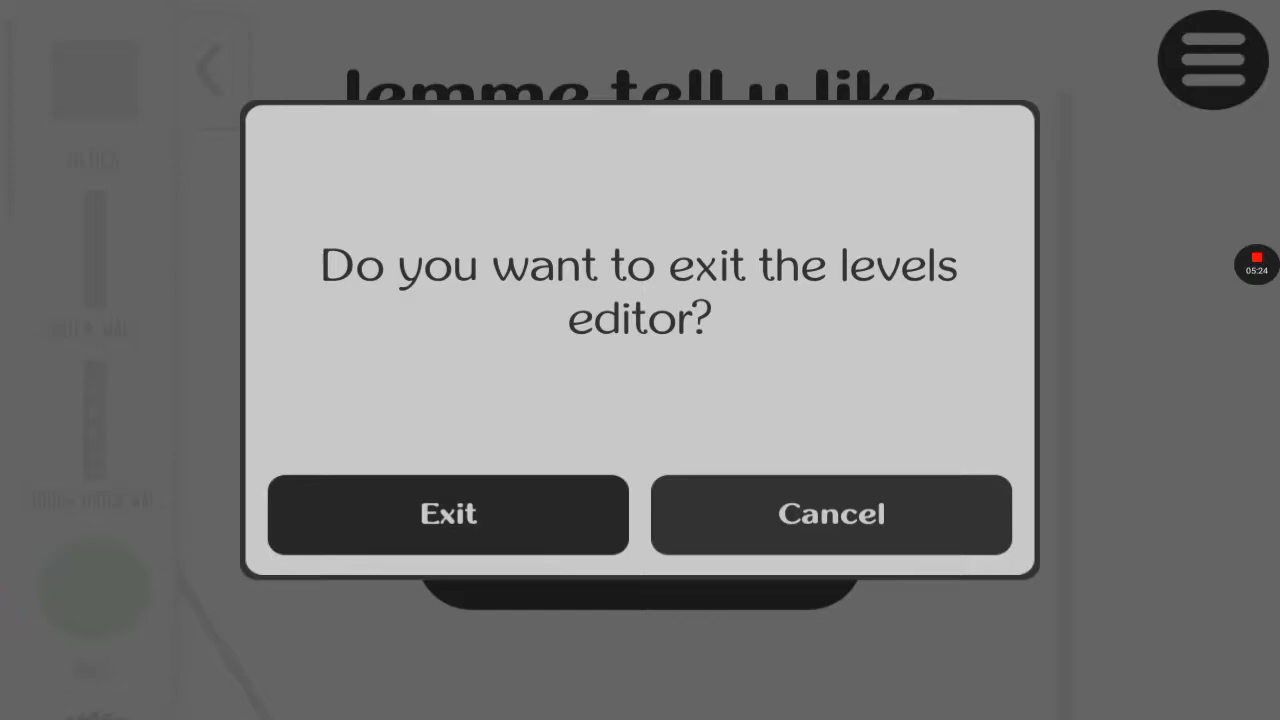 lemme tell u like
Do you want to exit the levels
editor?
Exit
Cancel
05:24